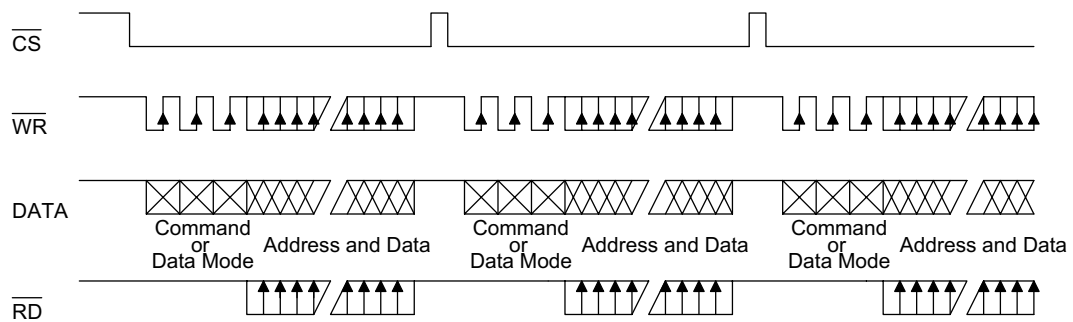 CS
WR
DATA
Command
or
Data Mode
Address and Data
Command
or
Data Mode
Address and Data
Command
or
Data Mode
Address and Data
RD